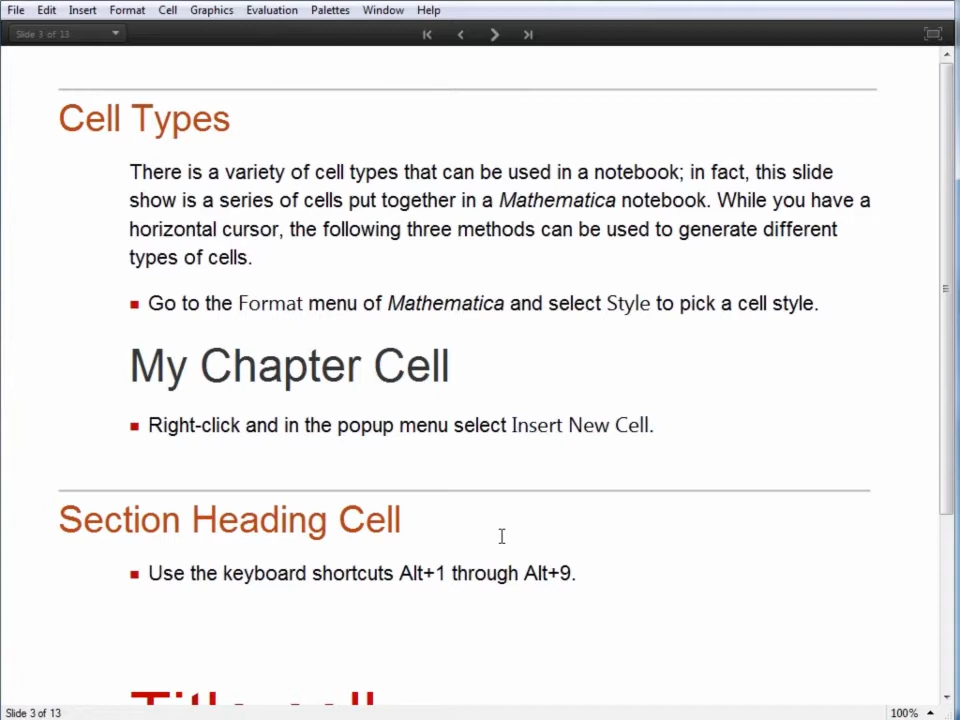 File Edit Insert Format Cell Graphics Evaluation Palettes Window Help
Slide 3 of 13
Cell Types
There is a variety of cell types that can be used in a notebook; in fact, this slide
show is a series of cells put together in a Mathematica notebook. While you have a
horizontal cursor, the following three methods can be used to generate different
types of cells.
Go to the Format menu of Mathematica and select Style to pick a cell style.
My Chapter Cell
Right-click and in the popup menu select Insert New Cell.
Section Heading Cell
Use the keyboard shortcuts Alt+1 through Alt+9.
Title cell
Slide 3 of 13 100%